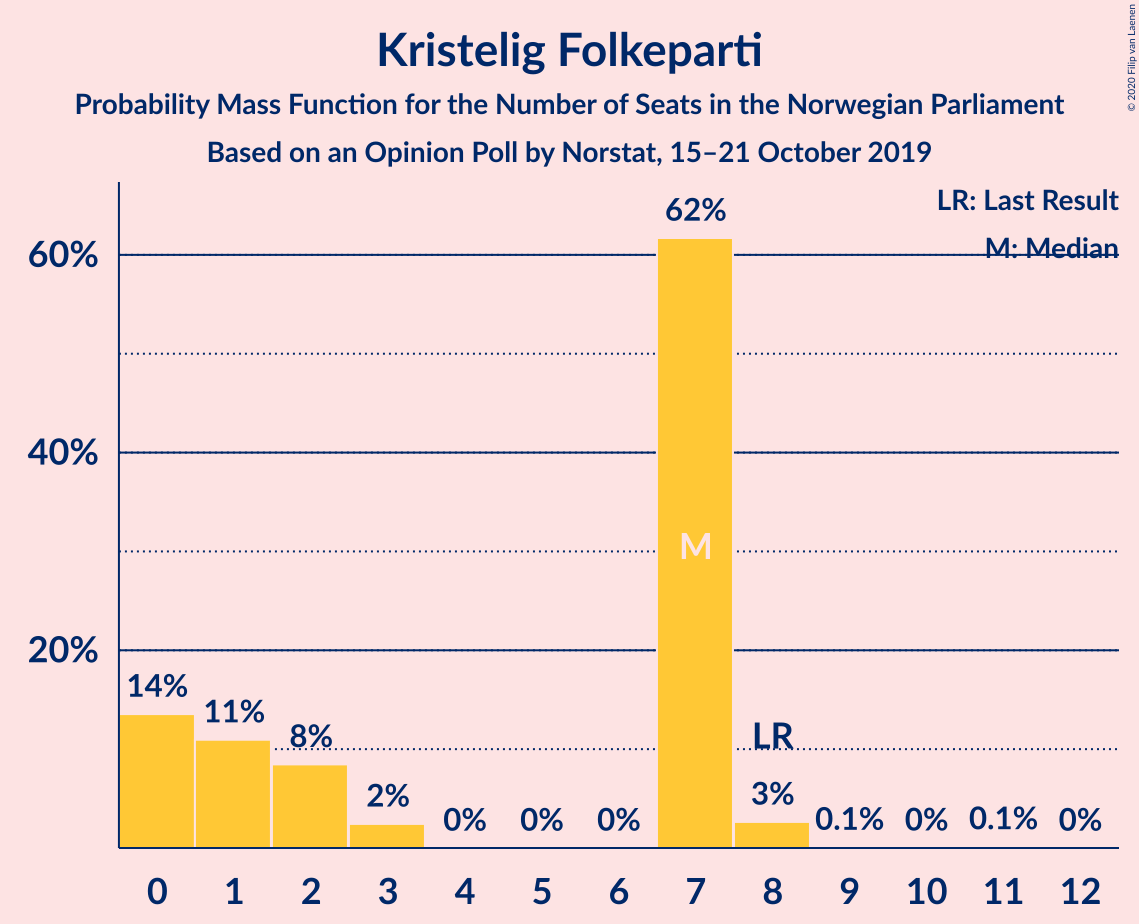 Kristelig Folkeparti
Probability Mass Function for the Number of Seats in the Norwegian Parliament
Based on an Opinion Poll by Norstat, 15–21 October 2019
© 2020 Filip van Laenen
LR: Last Result
M: Median
60%
40%
20%
62%
M
14%
11%
8%
2%
0%
0%
0%
LR
3%
0.1%
0%
0.1%
0%
0 1 2 3 4 5 6 7 8 9 10 11 12